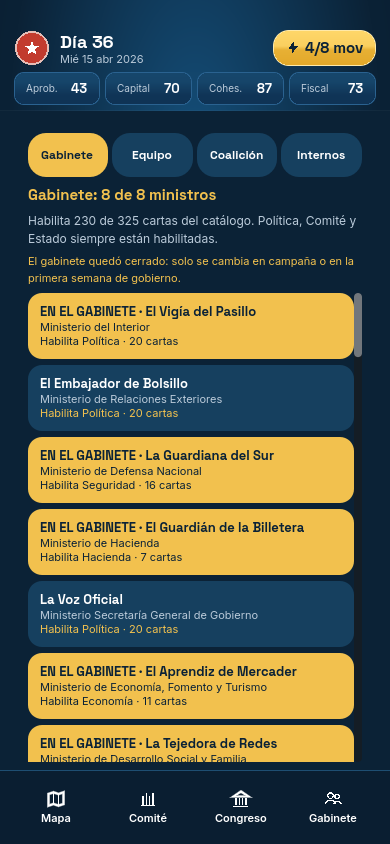 Día 36
Mié 15 abr 2026
4/8 mov
Aprob. 43
Capital 70
Cohes. 87
Fiscal 73
Gabinete
Equipo
Coalición
Internos
Gabinete: 8 de 8 ministros
Habilita 230 de 325 cartas del catálogo. Política, Comité y
Estado siempre están habilitadas.
El gabinete quedó cerrado: solo se cambia en campaña o en la
primera semana de gobierno.
EN EL GABINETE · El Vigía del Pasillo
Ministerio del Interior
Habilita Política · 20 cartas
El Embajador de Bolsillo
Ministerio de Relaciones Exteriores
Habilita Política · 20 cartas
EN EL GABINETE · La Guardiana del Sur
Ministerio de Defensa Nacional
Habilita Seguridad · 16 cartas
EN EL GABINETE · El Guardián de la Billetera
Ministerio de Hacienda
Habilita Hacienda · 7 cartas
La Voz Oficial
Ministerio Secretaría General de Gobierno
Habilita Política · 20 cartas
EN EL GABINETE · El Aprendiz de Mercader
Ministerio de Economía, Fomento y Turismo
Habilita Economía · 11 cartas
EN EL GABINETE · La Tejedora de Redes
Ministerio de Desarrollo Social y Familia
Mapa
Comité
Congreso
Gabinete